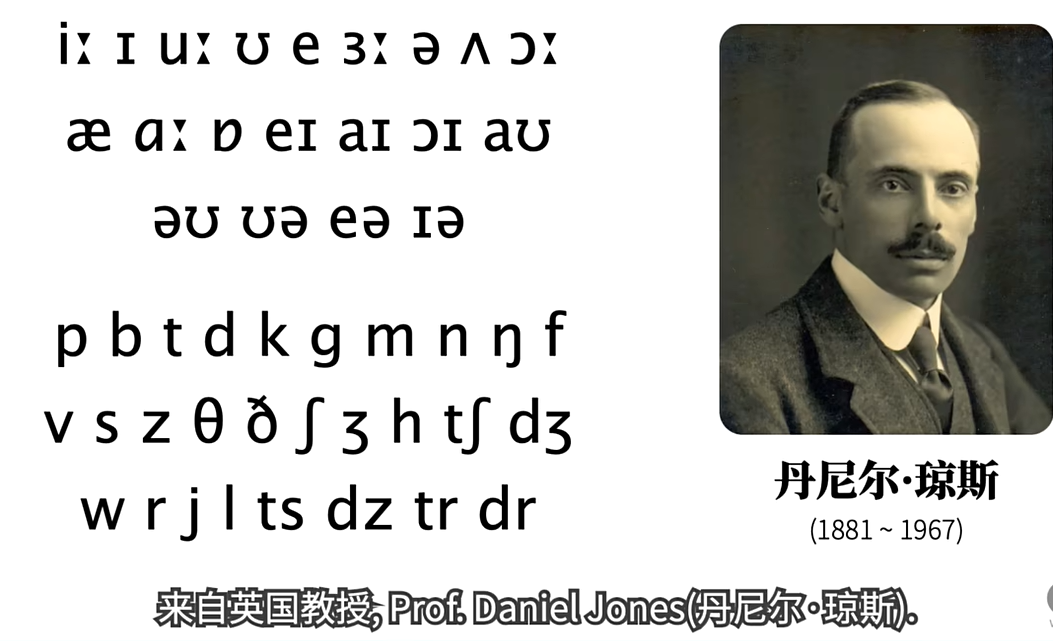 iː ɪ uː ʊ e ɜː ə ʌ ɔː
æ ɑː ɒ eɪ aɪ ɔɪ aʊ
əʊ ʊə eə ɪə
p b t d k g m n ŋ f
v s z θ ð ʃ ʒ h tʃ dʒ
w r j l ts dz tr dr
丹尼尔·琼斯
(1881 ~ 1967)
来自英国教授, Prof. Daniel Jones(丹尼尔·琼斯).